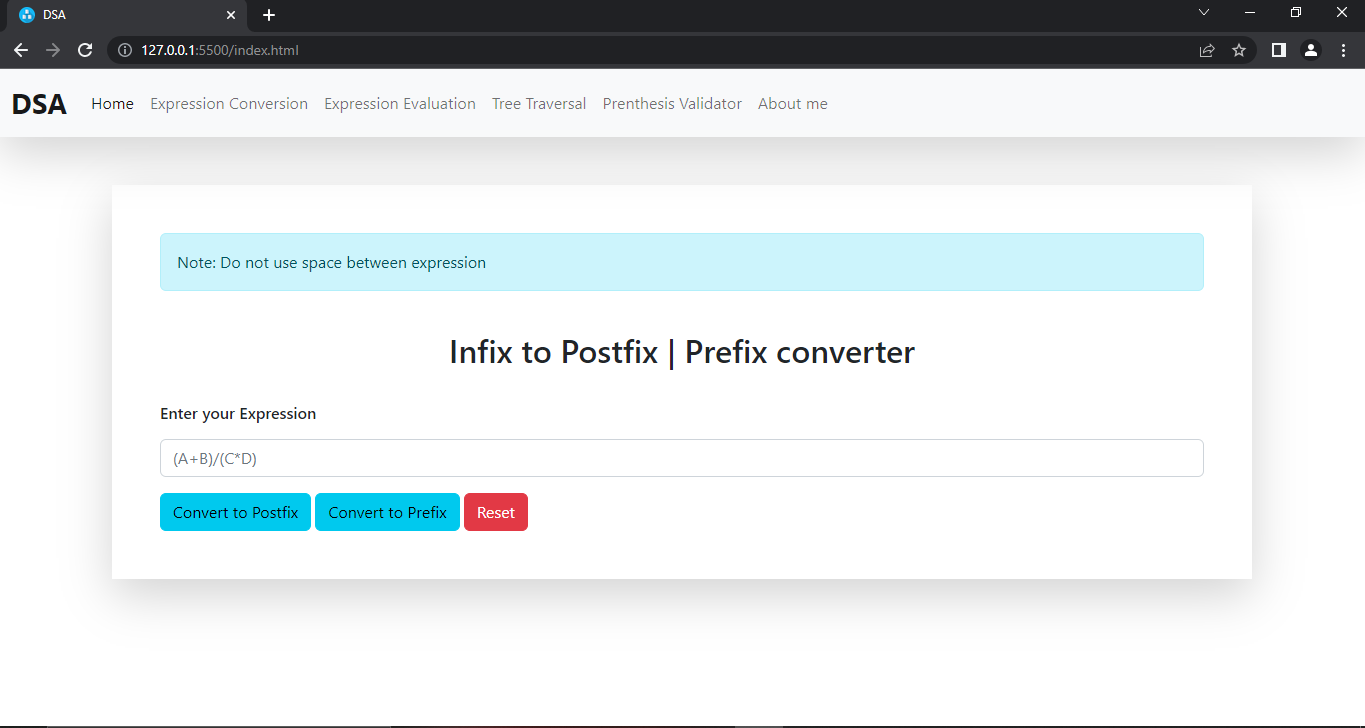 DSA
127.0.0.1:5500/index.html
DSA Home Expression Conversion Expression Evaluation Tree Traversal Prenthesis Validator About me
Note: Do not use space between expression
Infix to Postfix | Prefix converter
Enter your Expression
(A+B)/(C*D)
Convert to Postfix Convert to Prefix Reset